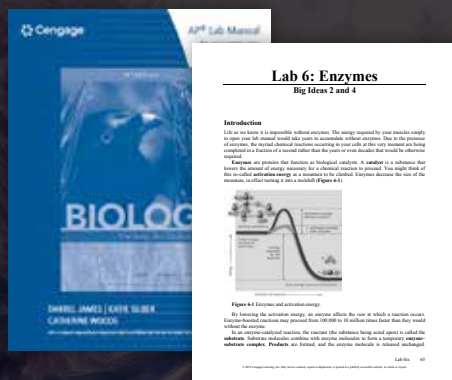 Cengage
AP® Lab Manual
BIOLOG
DANIEL JAMES | KATIE SILBER
CATHERINE WOODS
Lab 6: Enzymes
Big Ideas 2 and 4
Introduction
Life as we know it is impossible without enzymes. The energy required by your muscles simply
to open your lab manual would take years to accumulate without enzymes. Due to the presence
of enzymes, the myriad chemical reactions occurring in your cells at this very moment are being
completed in a fraction of a second rather than the years or even decades that would be otherwise
required.
Enzymes are proteins that function as biological catalysts. A catalyst is a substance that
lowers the amount of energy necessary for a chemical reaction to proceed. You might think of
this so-called activation energy as a mountain to be climbed. Enzymes decrease the size of the
mountain, in effect turning it into a molehill (Figure 6-1).
Figure 6-1 Enzymes and activation energy.
By lowering the activation energy, an enzyme affects the rate at which a reaction occurs.
Enzyme-boosted reactions may proceed from 100,000 to 10 million times faster than they would
without the enzyme.
In an enzyme-catalyzed reaction, the reactant (the substance being acted upon) is called the
substrate. Substrate molecules combine with enzyme molecules to form a temporary enzyme–
substrate complex. Products are formed, and the enzyme molecule is released unchanged.
Lab Six 65